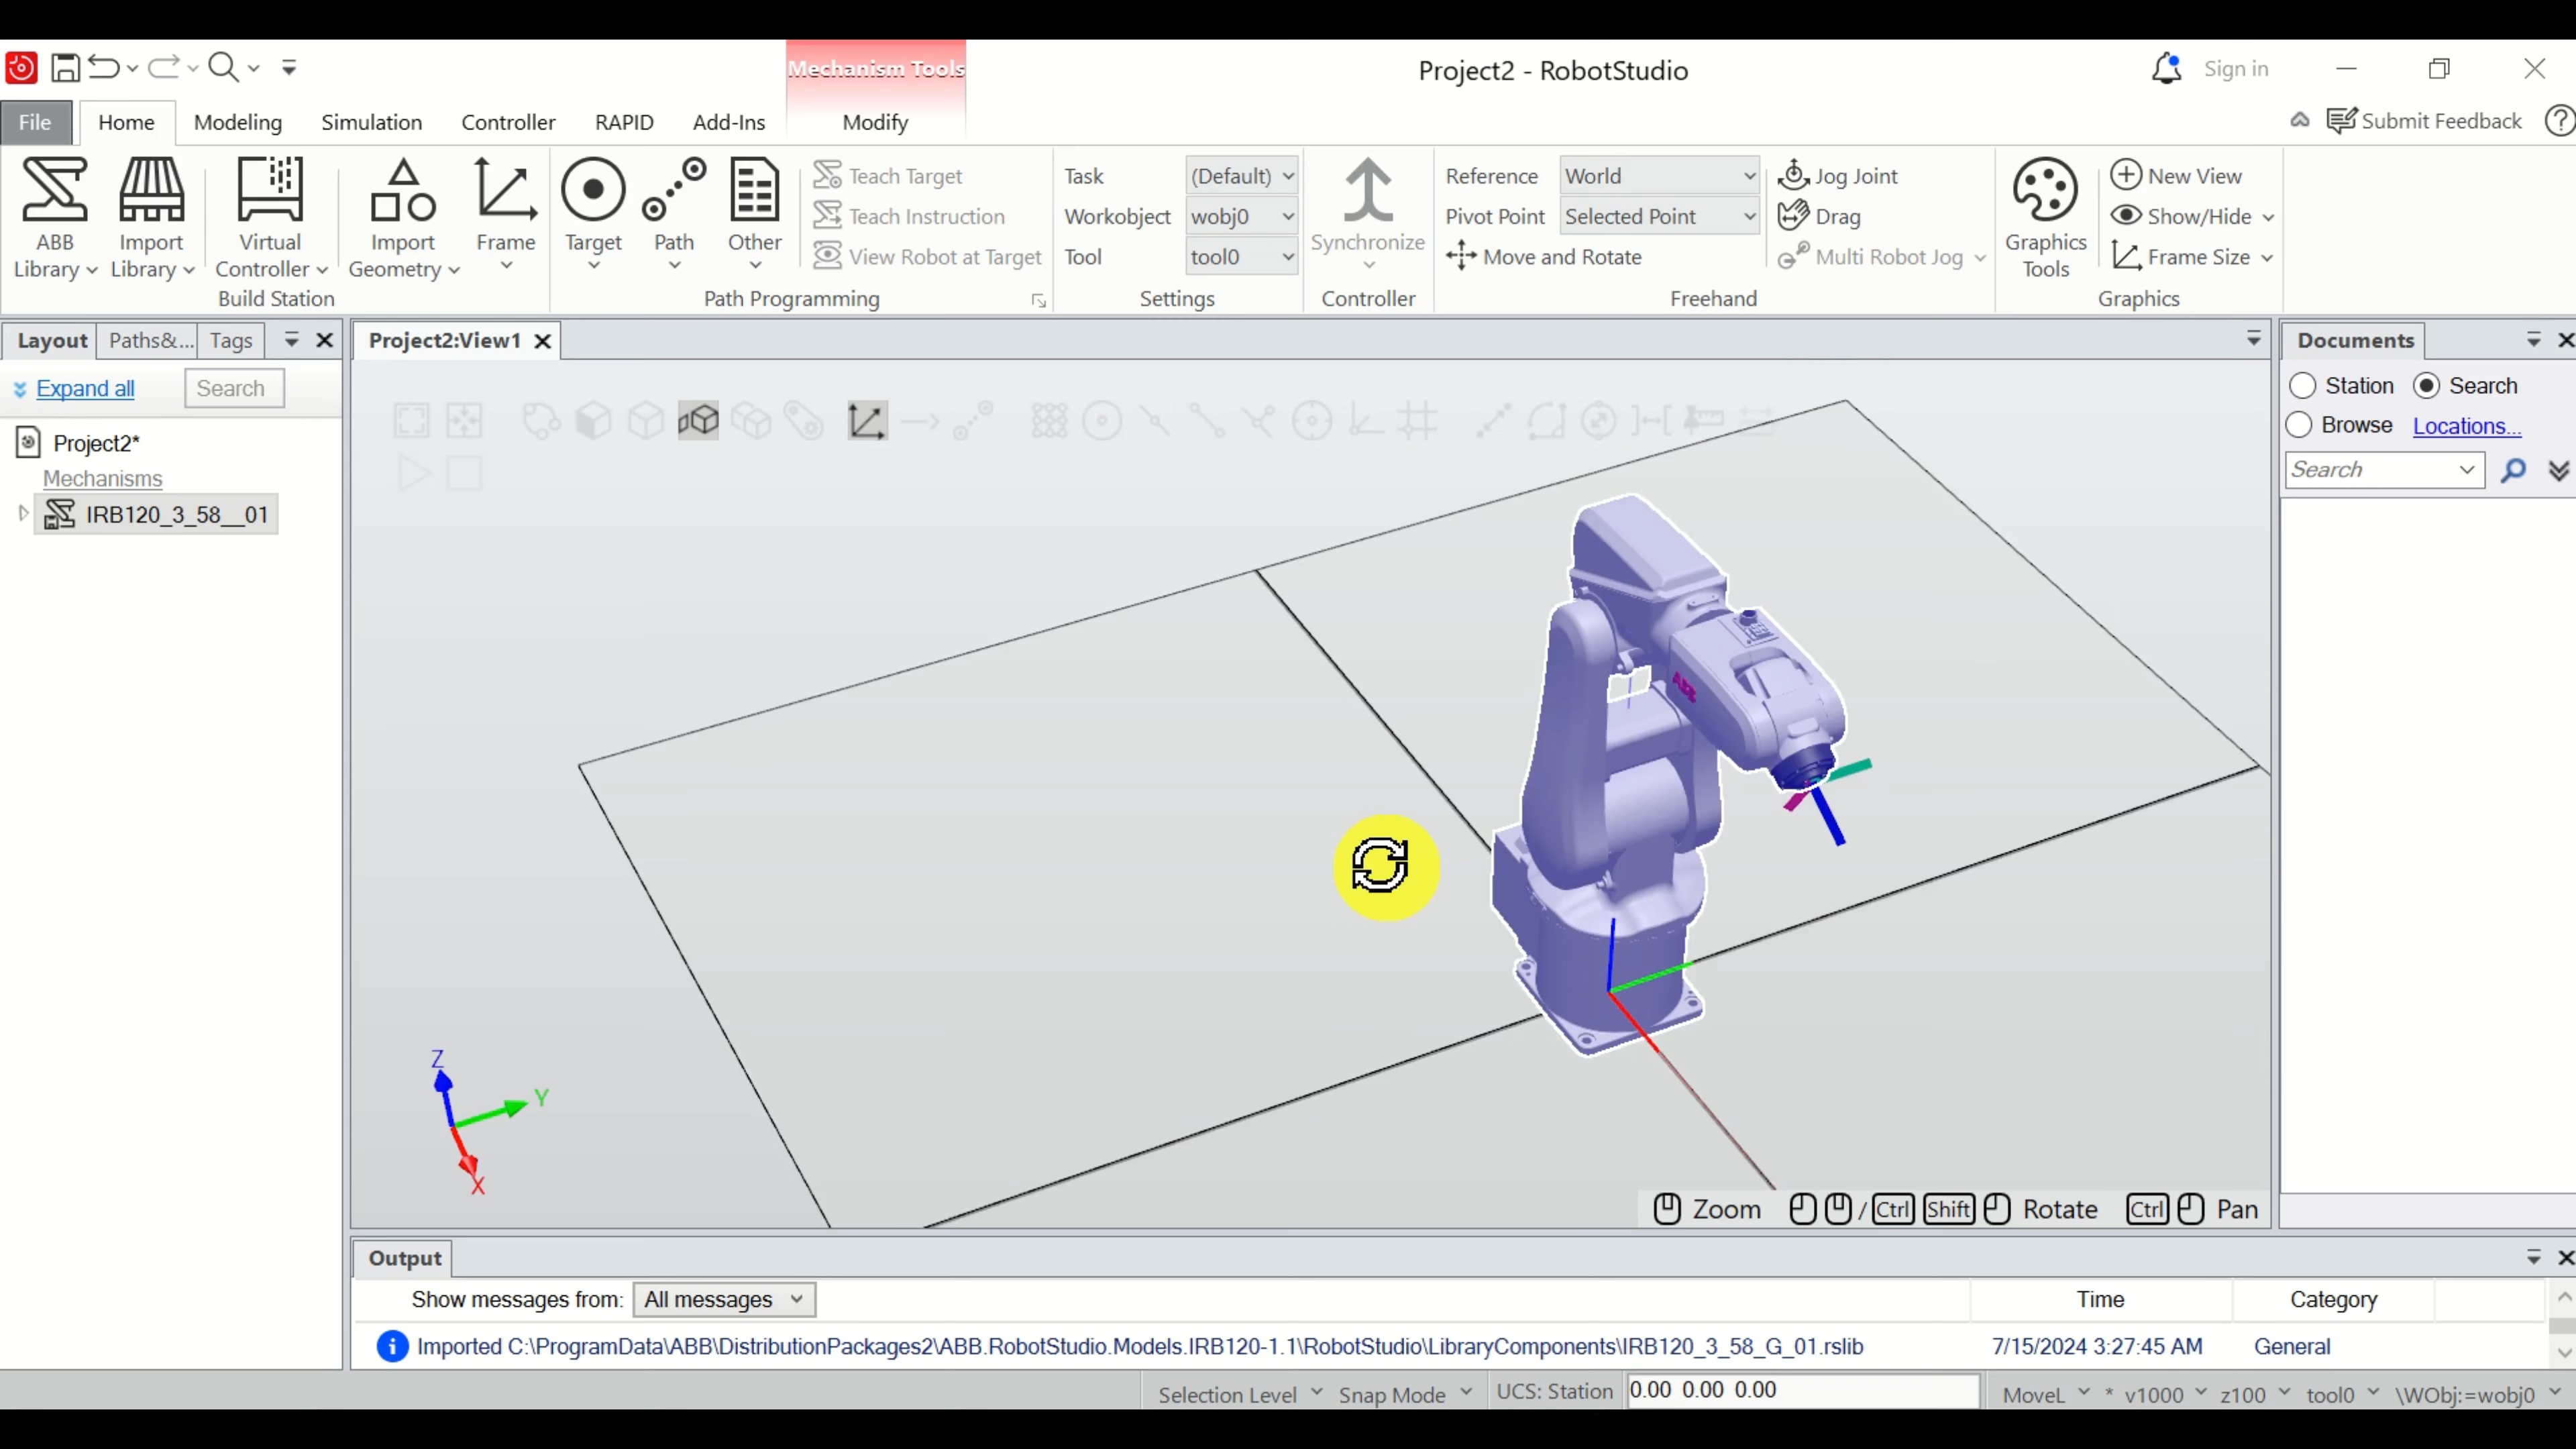 Mechanism Tools
Project2 - RobotStudio
Sign in
File
Home
Modeling
Simulation
Controller
RAPID
Add-Ins
Modify
Submit Feedback
ABB
Library
Import
Library
Virtual
Controller
Import
Geometry
Frame
Build Station
Target
Path
Other
Teach Target
Teach Instruction
View Robot at Target
Path Programming
Task
(Default)
Workobject
wobj0
Tool
tool0
Settings
Synchronize
Controller
Reference
World
Pivot Point
Selected Point
Move and Rotate
Jog Joint
Drag
Multi Robot Jog
Freehand
Graphics
Tools
New View
Show/Hide
Frame Size
Graphics
Layout
Paths&...
Tags
Expand all
Search
Project2*
Mechanisms
IRB120_3_58__01
Project2:View1
ABB
Z
Y
X
Zoom
/ Ctrl Shift Rotate
Ctrl Pan
Documents
Station
Search
Browse
Locations...
Search
Output
Show messages from:
All messages
Time
Category
Imported C:\ProgramData\ABB\DistributionPackages2\ABB.RobotStudio.Models.IRB120-1.1\RobotStudio\LibraryComponents\IRB120_3_58_G_01.rslib
7/15/2024 3:27:45 AM
General
Selection Level
Snap Mode
UCS: Station
0.00 0.00 0.00
MoveL
* v1000
z100
tool0
\WObj:=wobj0